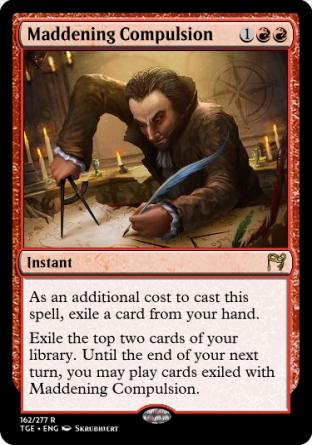 Maddening Compulsion 1
Instant
As an additional cost to cast this
spell, exile a card from your hand.
Exile the top two cards of your
library. Until the end of your next
turn, you may play cards exiled with
Maddening Compulsion.
162/277 R
TGE • ENG SKRUBHJERT